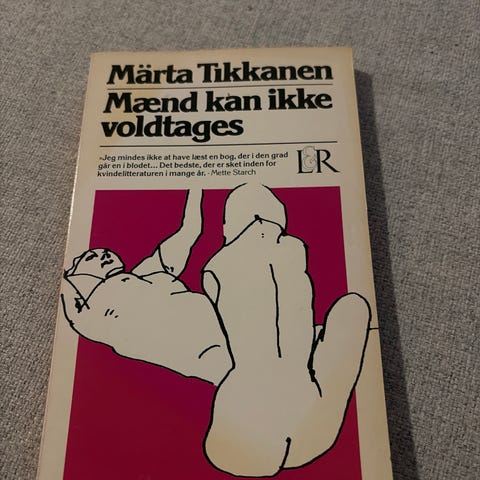 Märta Tikkanen
Mænd kan ikke
voldtages
»Jeg mindes ikke at have læst en bog, der i den grad
går en i blodet... Det bedste, der er sket inden for
kvindelitteraturen i mange år. - Mette Starch
L&R